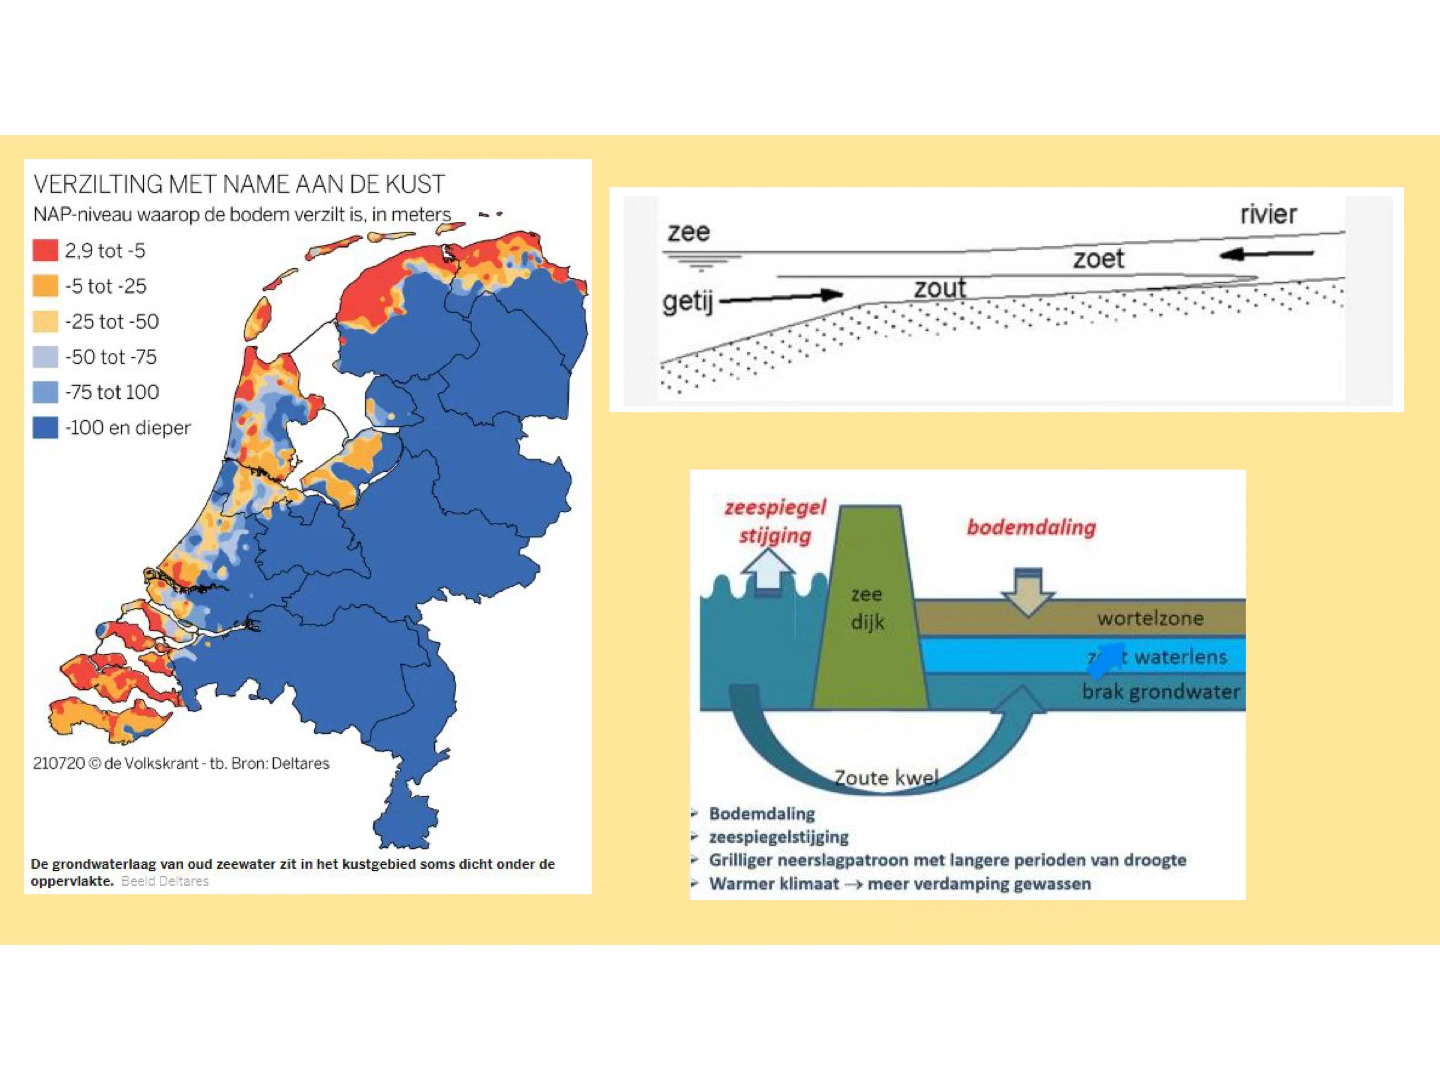 VERZILTING MET NAME AAN DE KUST
NAP-niveau waarop de bodem verzilt is, in meters
2,9 tot -5
-5 tot -25
-25 tot -50
-50 tot -75
-75 tot 100
-100 en dieper
210720 © de Volkskrant - tb. Bron: Deltares
De grondwaterlaag van oud zeewater zit in het kustgebied soms dicht onder de
oppervlakte. Beeld Deltares
rivier
zee
zoet
zout
getij
zeespiegel
stijging
bodemdaling
zee
dijk
wortelzone
waterlens
brak grondwater
Zoute kwel
➢ Bodemdaling
➢ zeespiegelstijging
➢ Grilliger neerslagpatroon met langere perioden van droogte
➢ Warmer klimaat → meer verdamping gewassen